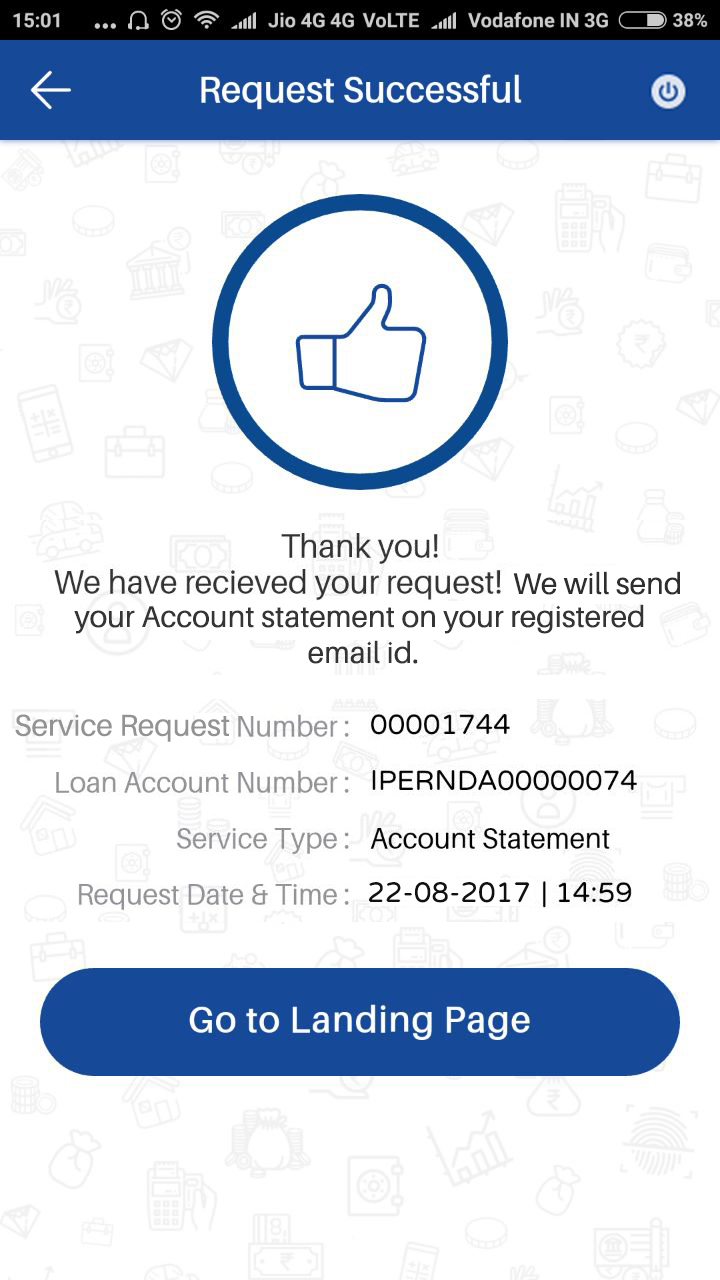 15:01 ... Jio 4G 4G VoLTE Vodafone IN 3G 38%
Request Successful
Thank you!
We have recieved your request! We will send
your Account statement on your registered
email id.
Service Request Number : 00001744
Loan Account Number : IPERNDA00000074
Service Type : Account Statement
Request Date & Time : 22-08-2017 | 14:59
Go to Landing Page